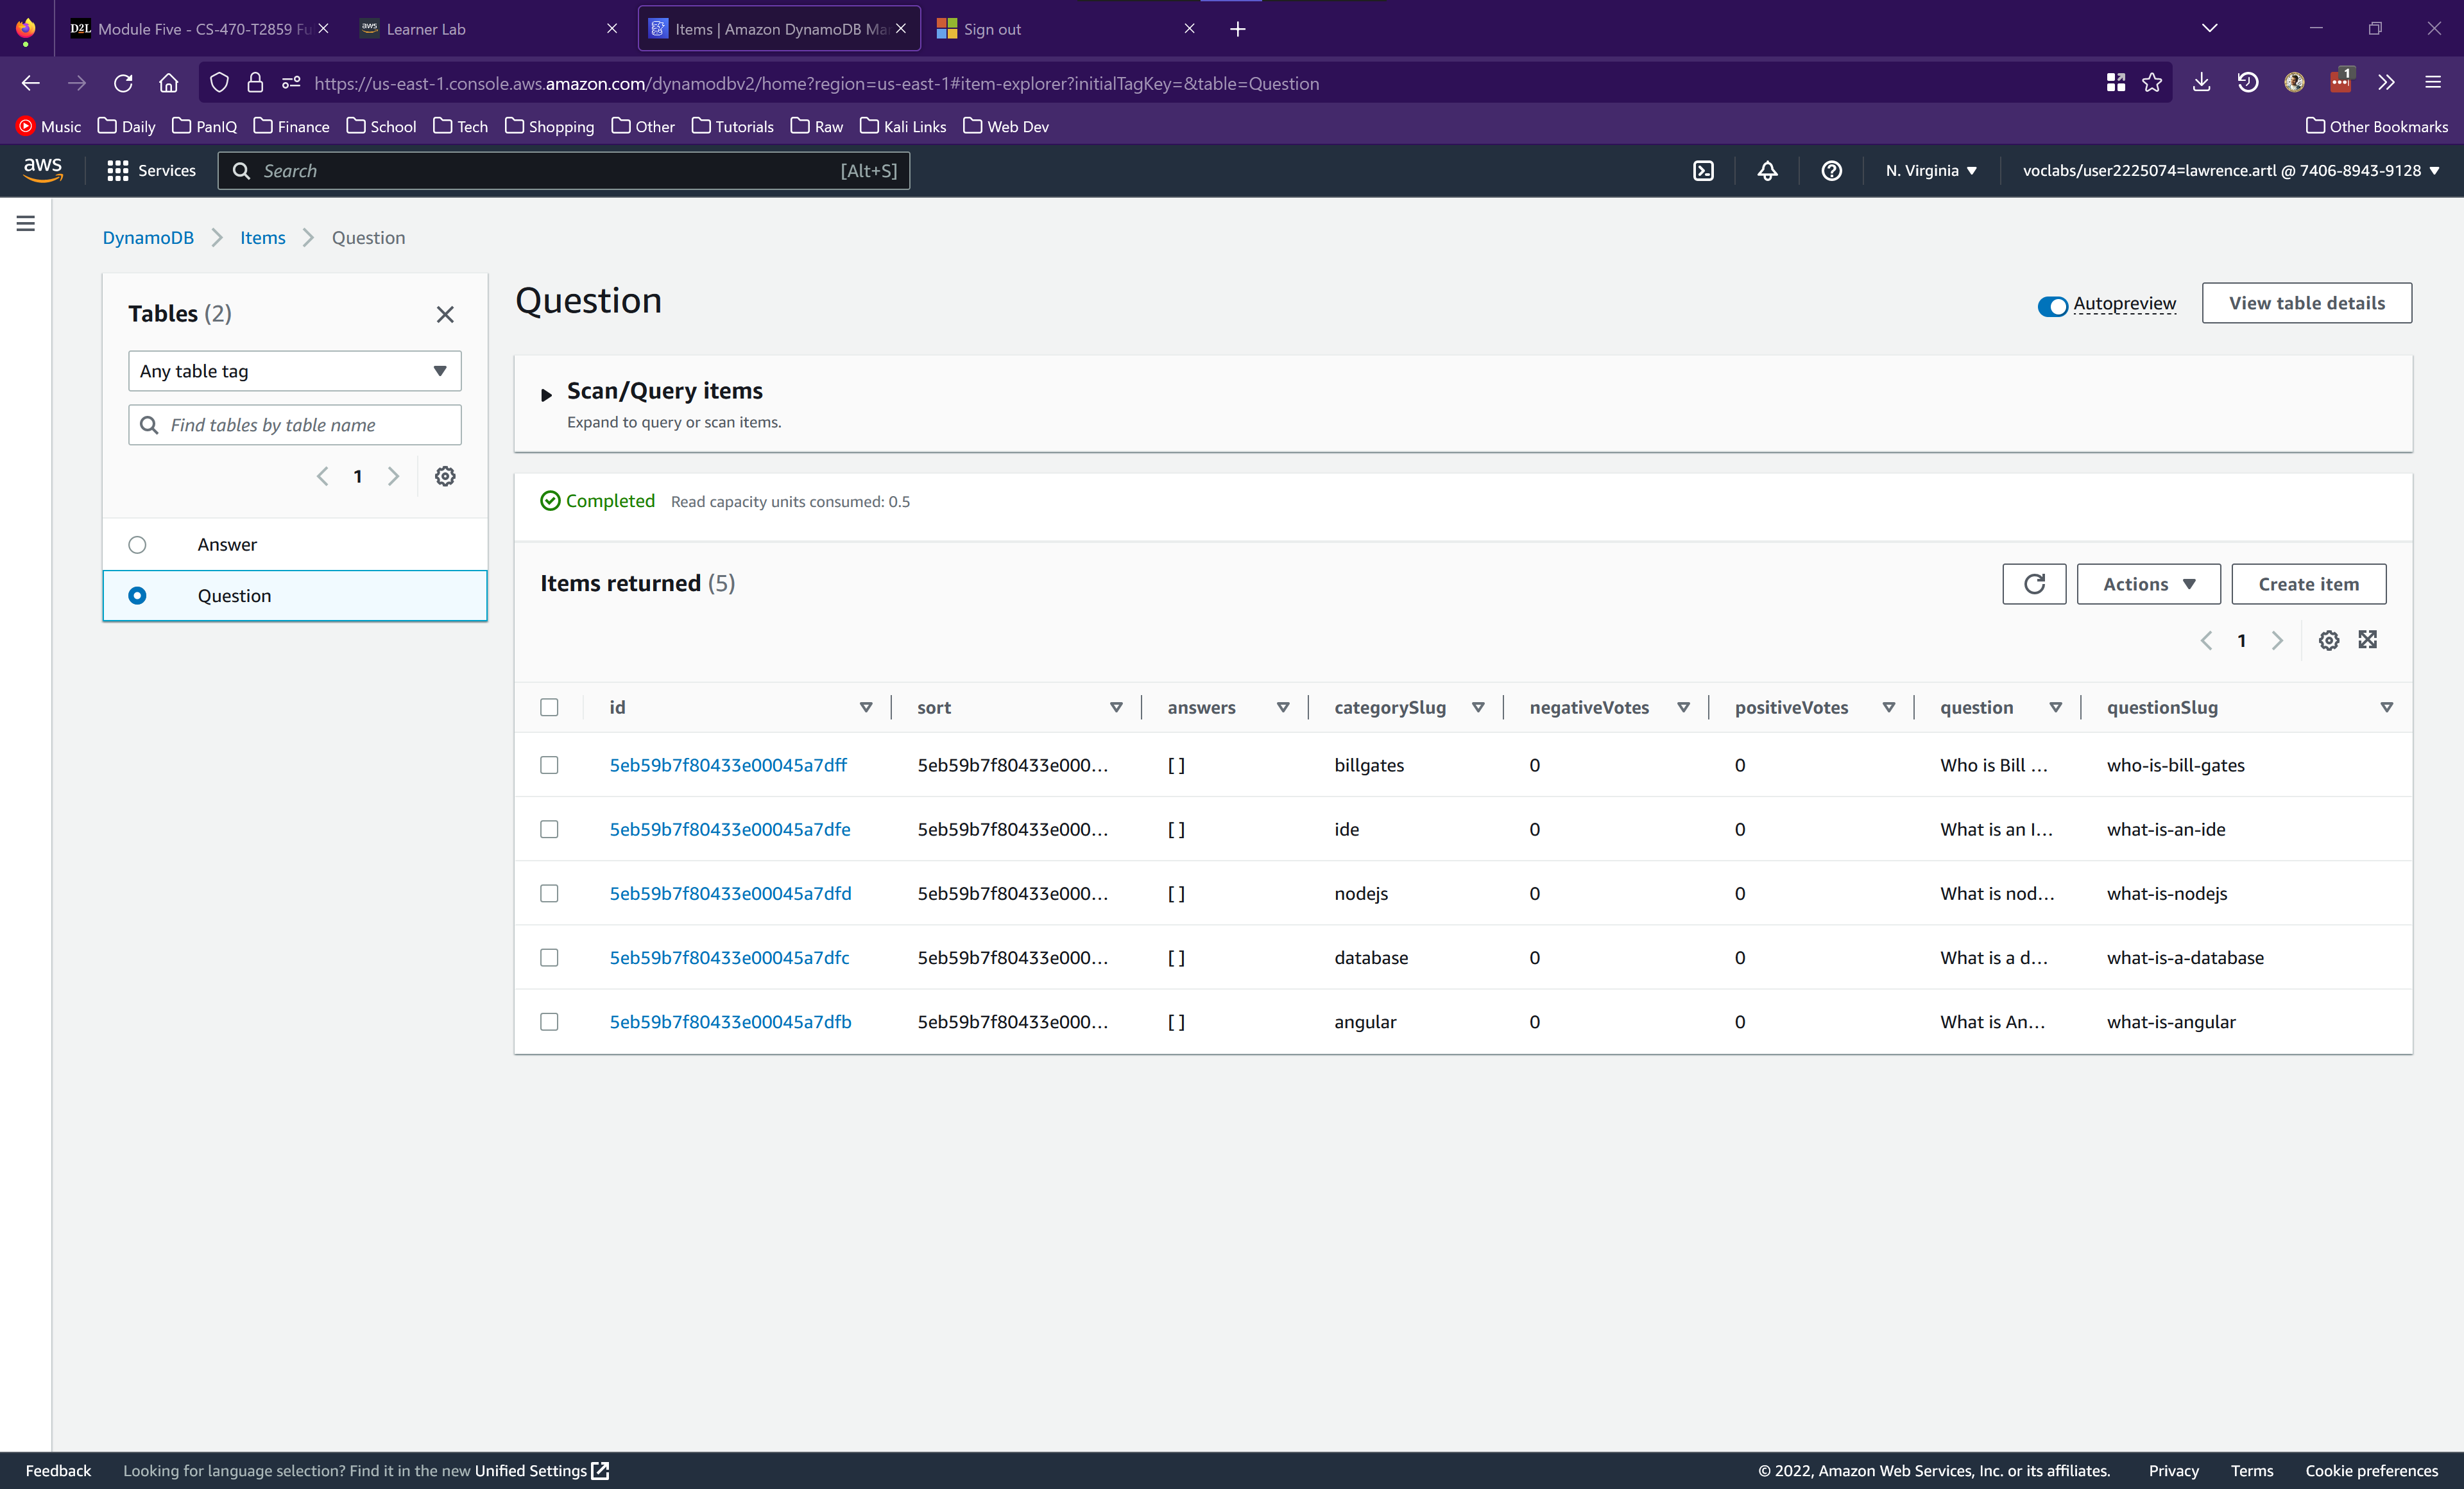 D2L Module Five - CS-470-T2859 Fu
aws Learner Lab
Items | Amazon DynamoDB Ma
Sign out
https://us-east-1.console.aws.amazon.com/dynamodbv2/home?region=us-east-1#item-explorer?initialTagKey=&table=Question
1
Music Daily PanIQ Finance School Tech Shopping Other Tutorials Raw Kali Links Web Dev Other Bookmarks
aws Services Search [Alt+S] N. Virginia voclabs/user2225074=lawrence.artl @ 7406-8943-9128
DynamoDB Items Question
Tables (2)
Any table tag
Find tables by table name
1
Answer
Question
Question
Autopreview View table details
Scan/Query items
Expand to query or scan items.
Completed Read capacity units consumed: 0.5
Items returned (5)
Actions Create item
1
id sort answers categorySlug negativeVotes positiveVotes question questionSlug
5eb59b7f80433e00045a7dff 5eb59b7f80433e000... [ ] billgates 0 0 Who is Bill ... who-is-bill-gates
5eb59b7f80433e00045a7dfe 5eb59b7f80433e000... [ ] ide 0 0 What is an I... what-is-an-ide
5eb59b7f80433e00045a7dfd 5eb59b7f80433e000... [ ] nodejs 0 0 What is nod... what-is-nodejs
5eb59b7f80433e00045a7dfc 5eb59b7f80433e000... [ ] database 0 0 What is a d... what-is-a-database
5eb59b7f80433e00045a7dfb 5eb59b7f80433e000... [ ] angular 0 0 What is An... what-is-angular
Feedback Looking for language selection? Find it in the new Unified Settings © 2022, Amazon Web Services, Inc. or its affiliates. Privacy Terms Cookie preferences